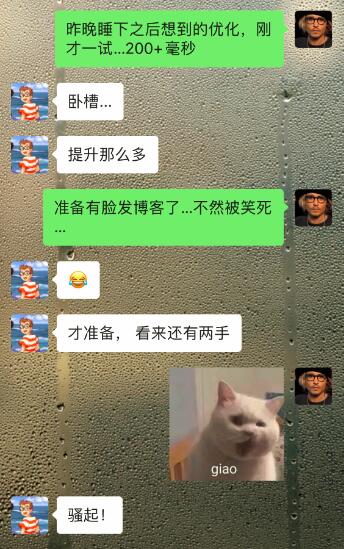 昨晚睡下之后想到的优化，刚
才一试...200+毫秒
卧槽...
提升那么多
准备有脸发博客了...不然被笑死
...
😂
才准备， 看来还有两手
giao
骚起！